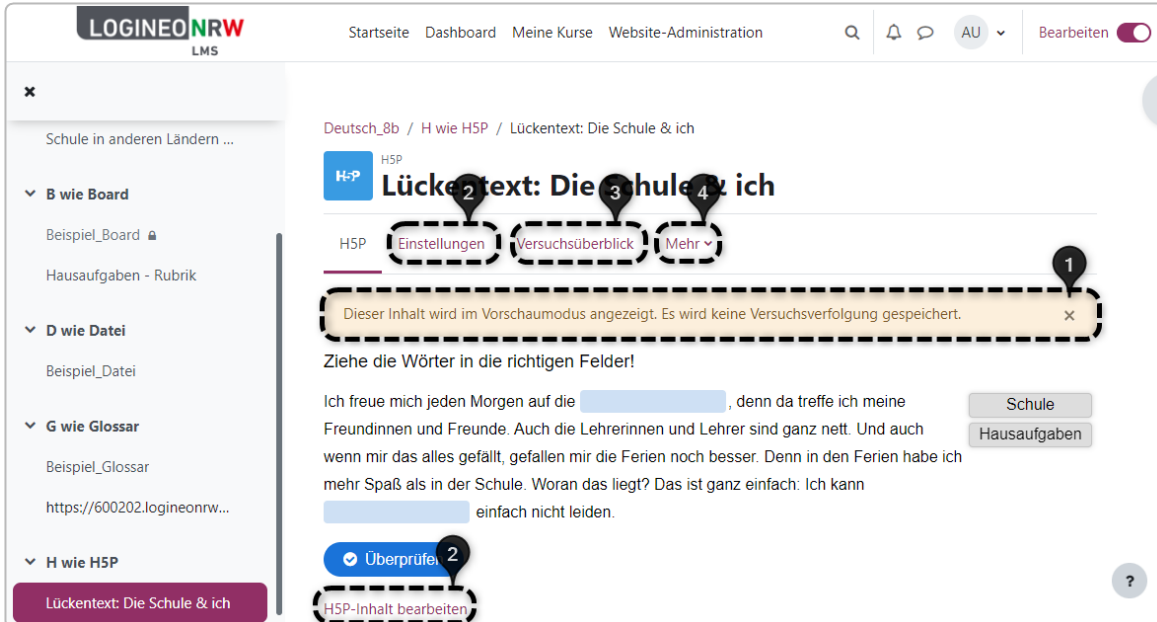 LOGINEO NRW
LMS
Startseite Dashboard Meine Kurse Website-Administration AU Bearbeiten
Schule in anderen Ländern ...
B wie Board
Beispiel_Board
Hausaufgaben - Rubrik
D wie Datei
Beispiel_Datei
G wie Glossar
Beispiel_Glossar
https://600202.logineonrw...
H wie H5P
Lückentext: Die Schule & ich
Deutsch_8b / H wie H5P / Lückentext: Die Schule & ich
H5P
H5P
Lückentext: Die Schule & ich
2 3 4
H5P Einstellungen Versuchsüberblick Mehr
1
Dieser Inhalt wird im Vorschaumodus angezeigt. Es wird keine Versuchsverfolgung gespeichert. ×
Ziehe die Wörter in die richtigen Felder!
Ich freue mich jeden Morgen auf die , denn da treffe ich meine
Freundinnen und Freunde. Auch die Lehrerinnen und Lehrer sind ganz nett. Und auch
wenn mir das alles gefällt, gefallen mir die Ferien noch besser. Denn in den Ferien habe ich
mehr Spaß als in der Schule. Woran das liegt? Das ist ganz einfach: Ich kann
einfach nicht leiden.
Schule
Hausaufgaben
Überprüfen
2
H5P-Inhalt bearbeiten
?